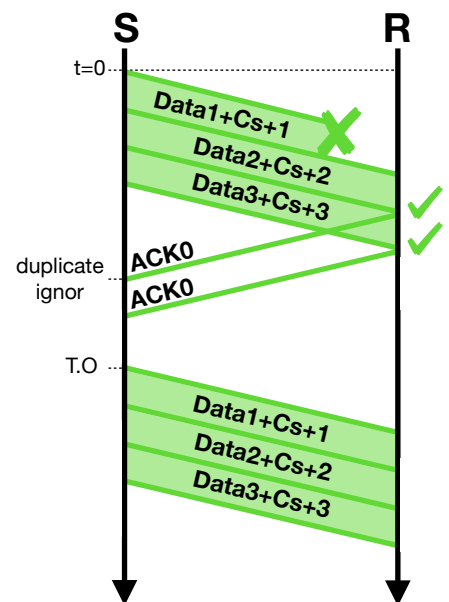 S R
t=0
Data1+Cs+1
Data2+Cs+2
Data3+Cs+3
ACK0
duplicate
ignor
ACK0
T.O
Data1+Cs+1
Data2+Cs+2
Data3+Cs+3